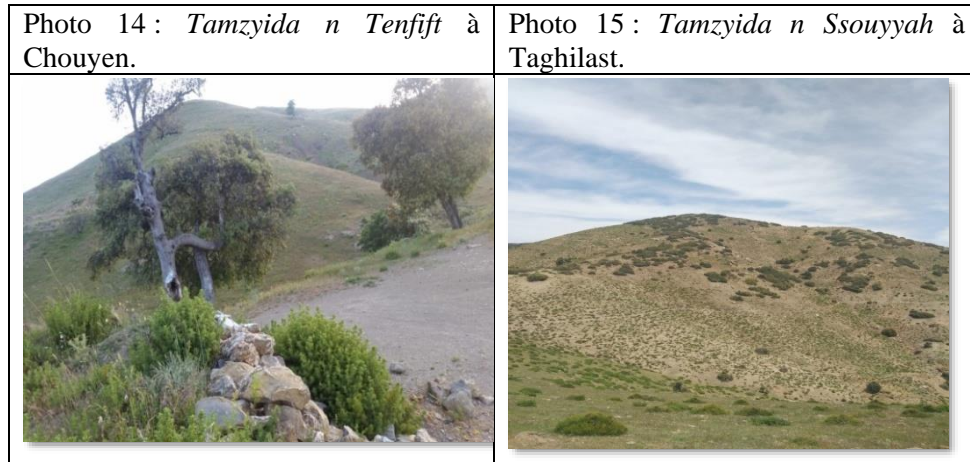 Photo 14 : Tamzyida n Tenfift à
Chouyen.
Photo 15 : Tamzyida n Ssouyyah à
Taghilast.